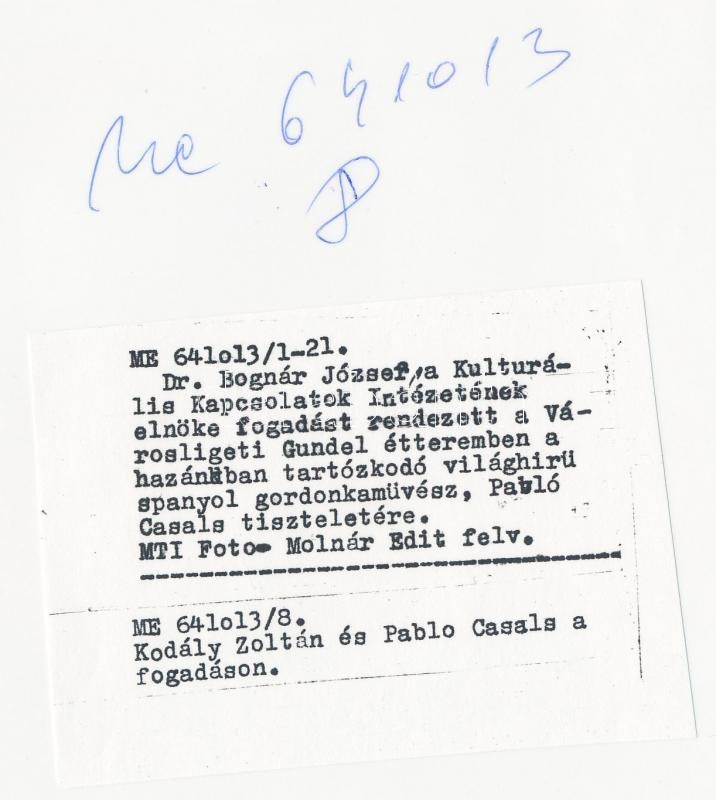 Me 641013
8
ME 641o13/1-21.
Dr. Bognár József,a Kulturá-
lis Kapcsolatok Intézetének
elnöke fogadást rendezett a Vá-
rosligeti Gundel étteremben a
hazánkban tartózkodó világhirü
spanyol gordonkamüvész, Pabló
Casals tiszteletére.
MTI Foto- Molnár Edit felv.
ME 641o13/8.
Kodály Zoltán és Pablo Casals a
fogadáson.